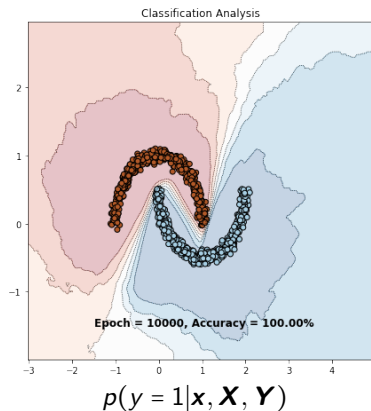 Classification Analysis
2
1
0
−1
Epoch = 10000, Accuracy = 100.00%
−3 −2 −1 0 1 2 3 4
p(y = 1|x, X, Y)